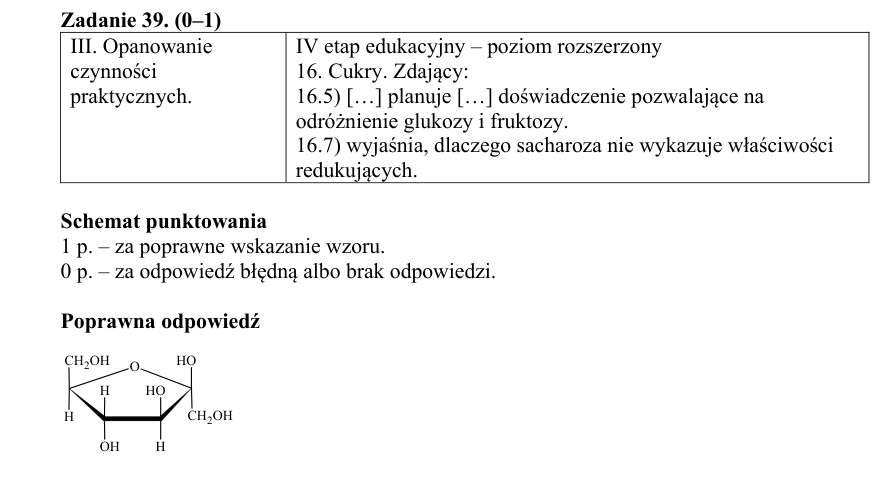 Zadanie 39. (0–1)
III. Opanowanie
czynności
praktycznych.
IV etap edukacyjny – poziom rozszerzony
16. Cukry. Zdający:
16.5) […] planuje […] doświadczenie pozwalające na
odróżnienie glukozy i fruktozy.
16.7) wyjaśnia, dlaczego sacharoza nie wykazuje właściwości
redukujących.
Schemat punktowania
1 p. – za poprawne wskazanie wzoru.
0 p. – za odpowiedź błędną albo brak odpowiedzi.
Poprawna odpowiedź
CH₂OH O HO
H HO
H CH₂OH
OH H